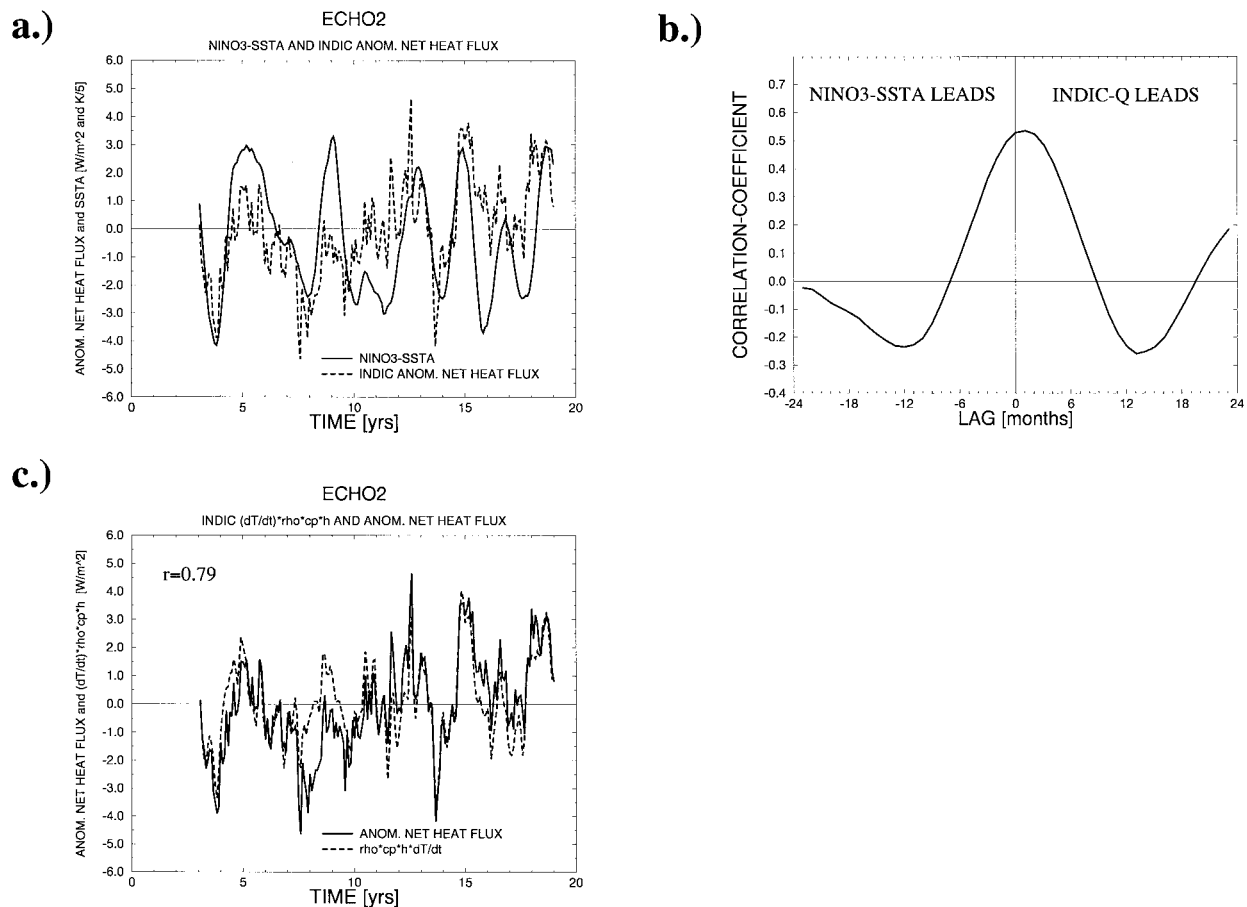 a.)
ECHO2
NINO3-SSTA AND INDIC ANOM. NET HEAT FLUX
ANOM. NET HEAT FLUX and SSTA [W/m^2 and K/5]
6.0
5.0
4.0
3.0
2.0
1.0
0.0
-1.0
-2.0
-3.0
-4.0
-5.0
-6.0
NINO3-SSTA
INDIC ANOM. NET HEAT FLUX
0
5
10
15
20
TIME [yrs]
b.)
CORRELATION-COEFFICIENT
0.7
0.6
0.5
0.4
0.3
0.2
0.1
0.0
-0.1
-0.2
-0.3
-0.4
NINO3-SSTA LEADS
INDIC-Q LEADS
-24
-18
-12
-6
0
6
12
18
24
LAG [months]
c.)
ECHO2
INDIC (dT/dt)*rho*cp*h AND ANOM. NET HEAT FLUX
ANOM. NET HEAT FLUX and (dT/dt)*rho*cp*h [W/m^2]
6.0
5.0
4.0
3.0
2.0
1.0
0.0
-1.0
-2.0
-3.0
-4.0
-5.0
-6.0
r=0.79
ANOM. NET HEAT FLUX
rho*cp*h*dT/dt
0
5
10
15
20
TIME [yrs]